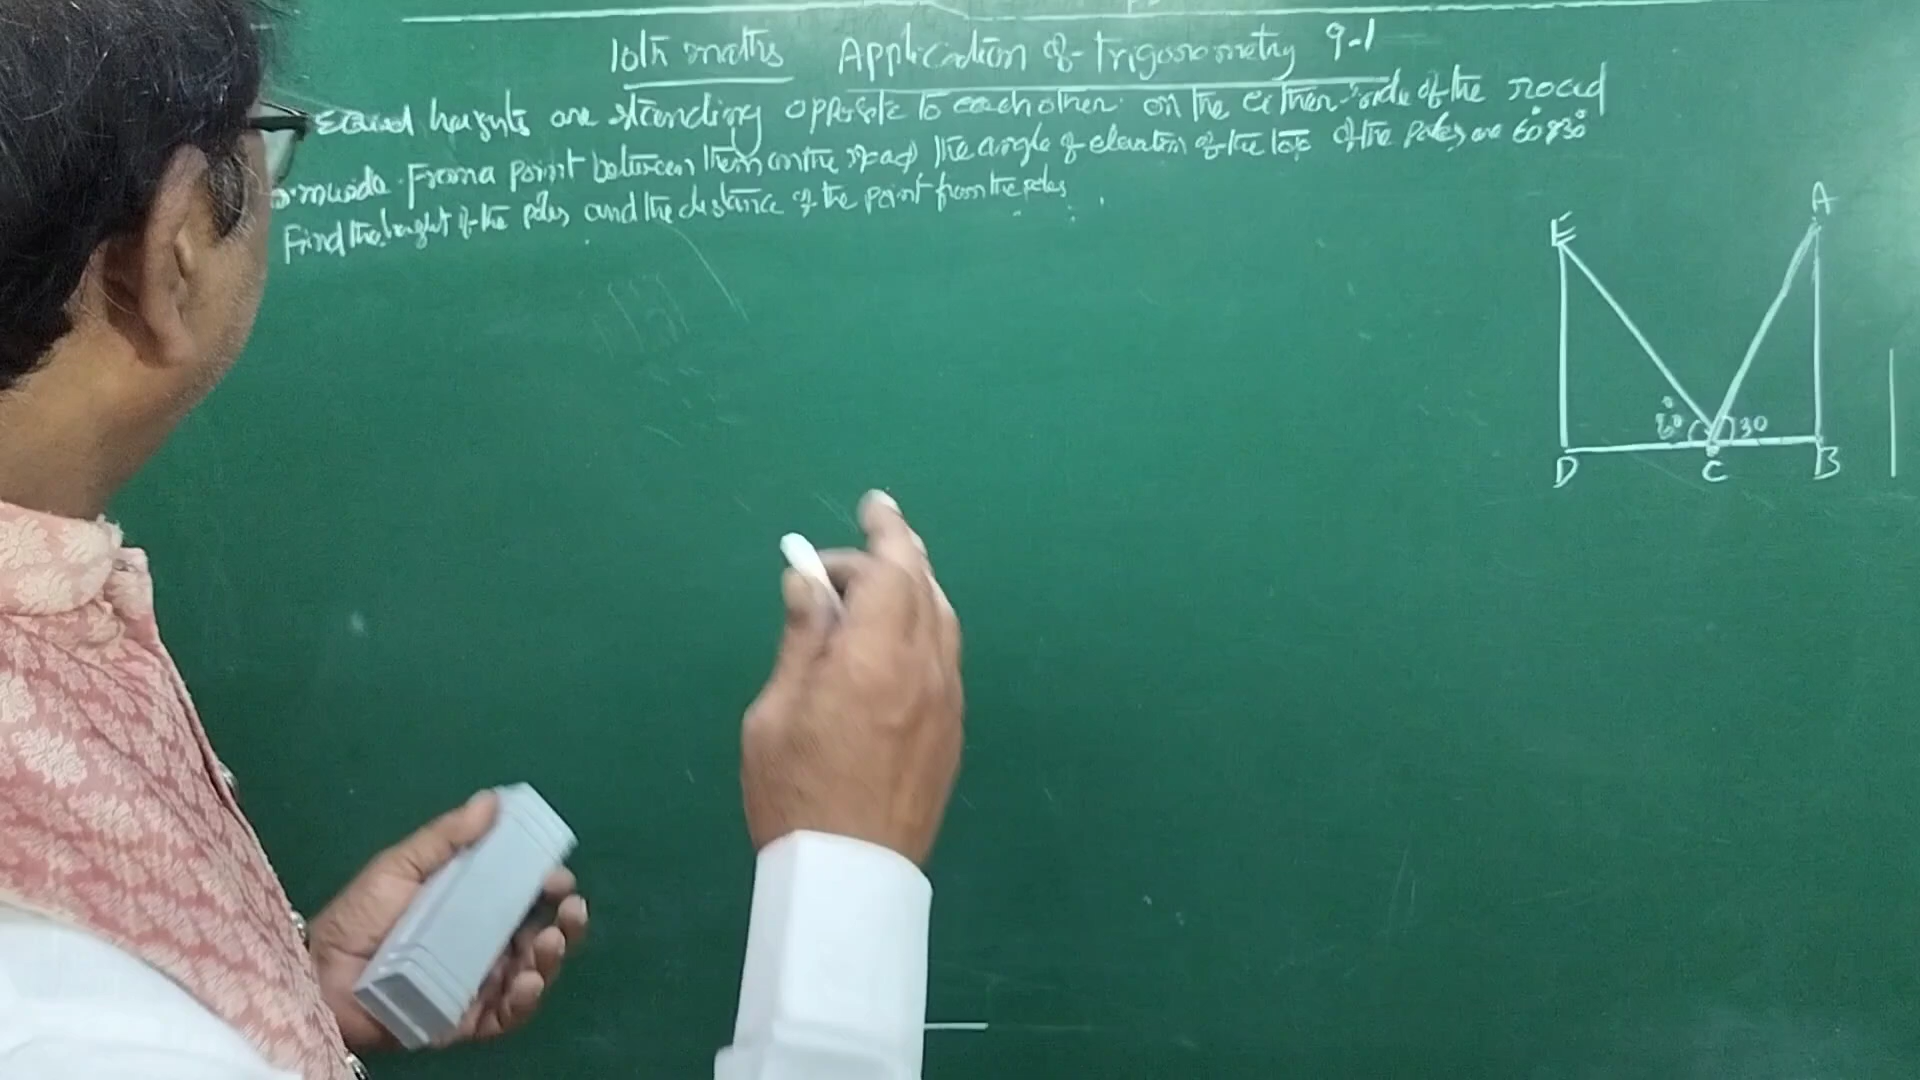 10th maths Application of trigonometry 9-1
heights are standing opposite to each other on the either side of the road
wide. From a point between them on the road the angle of elevation of the top of the poles are 60° & 30°
Find the height of the poles and the distance of the point from the poles.
E
A
60°
30
D
C
B